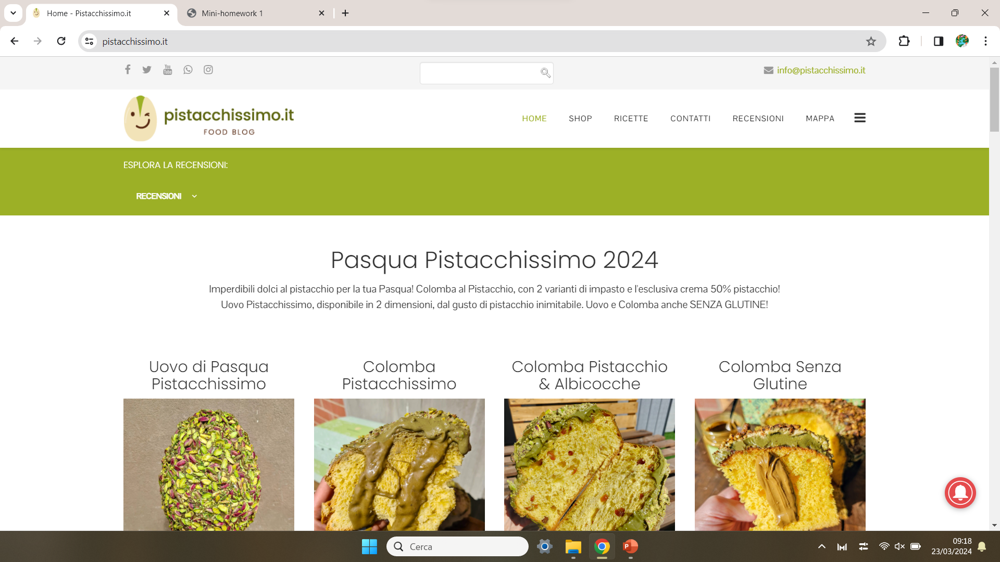 Home - Pistacchissimo.it
Mini-homework 1
pistacchissimo.it
You
Tube
info@pistacchissimo.it
pistacchissimo.it
FOOD BLOG
HOME
SHOP
RICETTE
CONTATTI
RECENSIONI
MAPPA
ESPLORA LA RECENSIONI:
RECENSIONI
Pasqua Pistacchissimo 2024
Imperdibili dolci al pistacchio per la tua Pasqua! Colomba al Pistacchio, con 2 varianti di impasto e l'esclusiva crema 50% pistacchio!
Uovo Pistacchissimo, disponibile in 2 dimensioni, dal gusto di pistacchio inimitabile. Uovo e Colomba anche SENZA GLUTINE!
Uovo di Pasqua
Pistacchissimo
Colomba
Pistacchissimo
Colomba Pistacchio
& Albicocche
Colomba Senza
Glutine
Cerca
P
09:18
23/03/2024